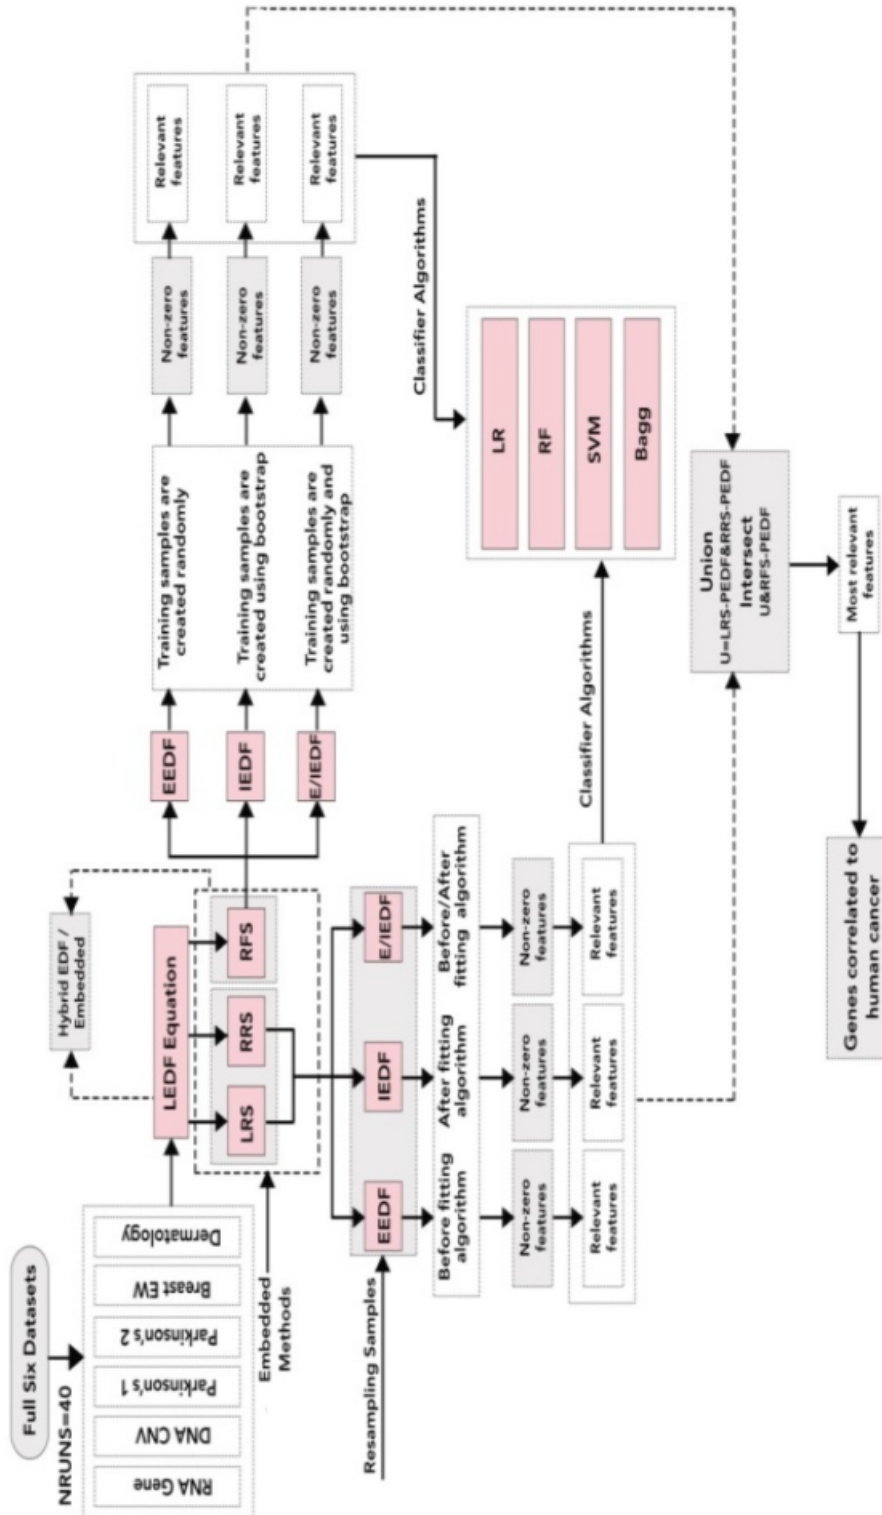 Full Six Datasets
NRUNS=40
RNA Gene
DNA CNV
Parkinson's 1
Parkinson's 2
Breast EW
Dermatology
Hybrid EDF /
Embedded
LEDF Equation
LRS
RRS
RFS
Embedded
Methods
Resampling Samples
EEDF
IEDF
E/IEDF
Before fitting
algorithm
After fitting
algorithm
Before/After
fitting algorithm
Non-zero
features
Non-zero
features
Non-zero
features
Relevant
features
Relevant
features
Relevant
features
EEDF
IEDF
E/IEDF
Training samples are
created randomly
Training samples are
created using bootstrap
Training samples are
created randomly and
using bootstrap
Non-zero
features
Non-zero
features
Non-zero
features
Relevant
features
Relevant
features
Relevant
features
Classifier Algorithms
Classifier Algorithms
LR
RF
SVM
Bagg
Union
U=LRS-PEDF&RRS-PEDF
Intersect
U&RFS-PEDF
Most relevant
features
Genes correlated to
human cancer